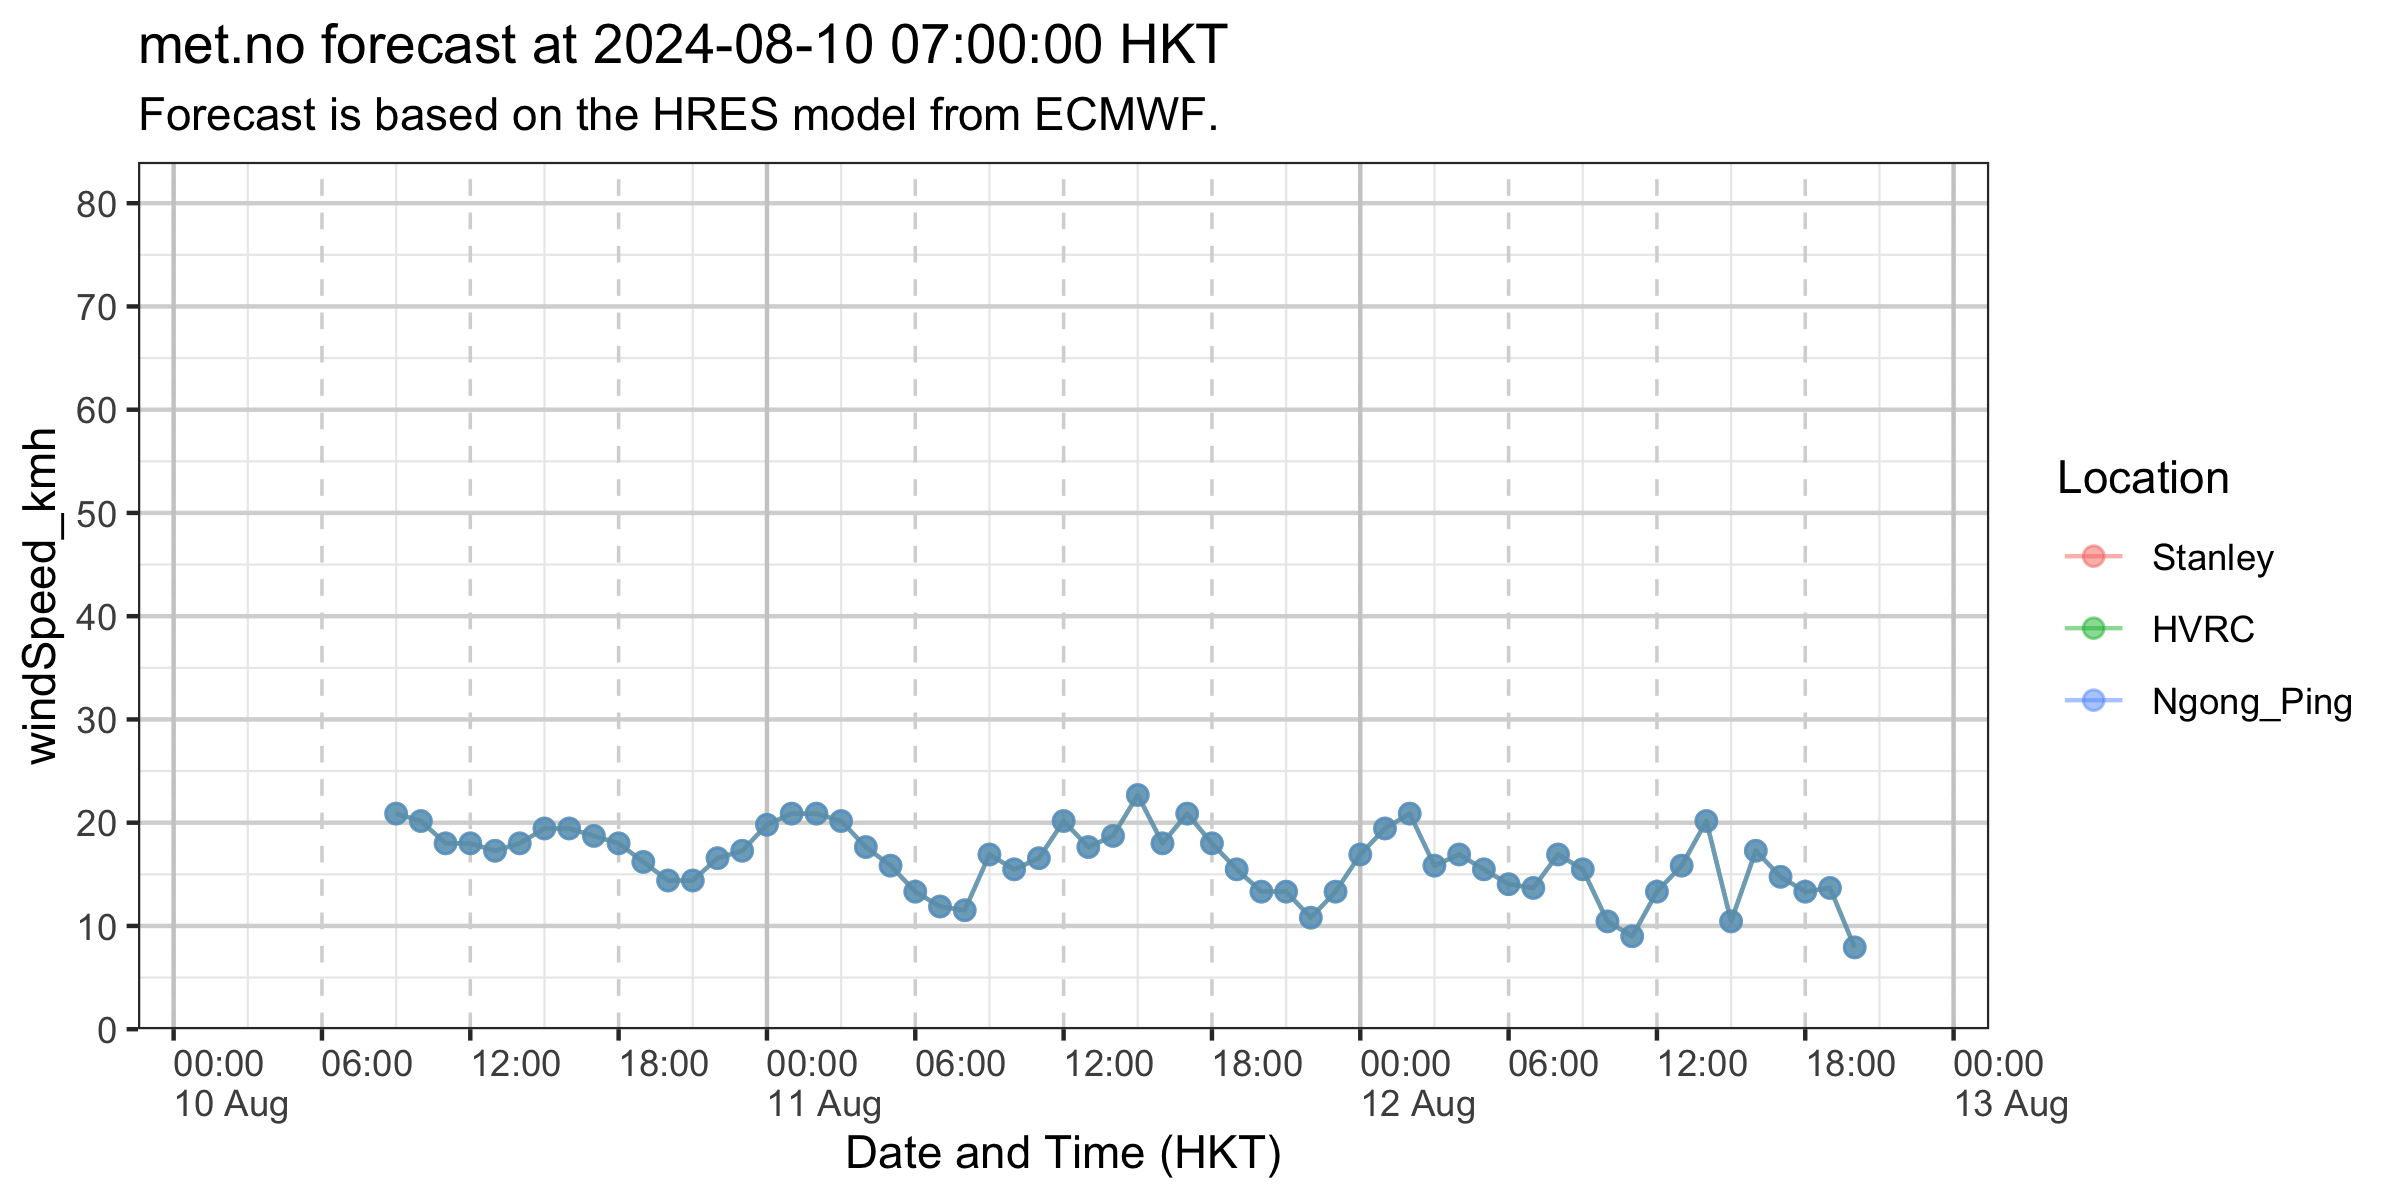 met.no forecast at 2024-08-10 07:00:00 HKT
Forecast is based on the HRES model from ECMWF.
windSpeed_kmh
80
70
60
50
40
30
20
10
0
00:00 06:00 12:00 18:00 00:00 06:00 12:00 18:00 00:00 06:00 12:00 18:00 00:00
10 Aug 11 Aug 12 Aug 13 Aug
Date and Time (HKT)
Location
Stanley
HVRC
Ngong_Ping